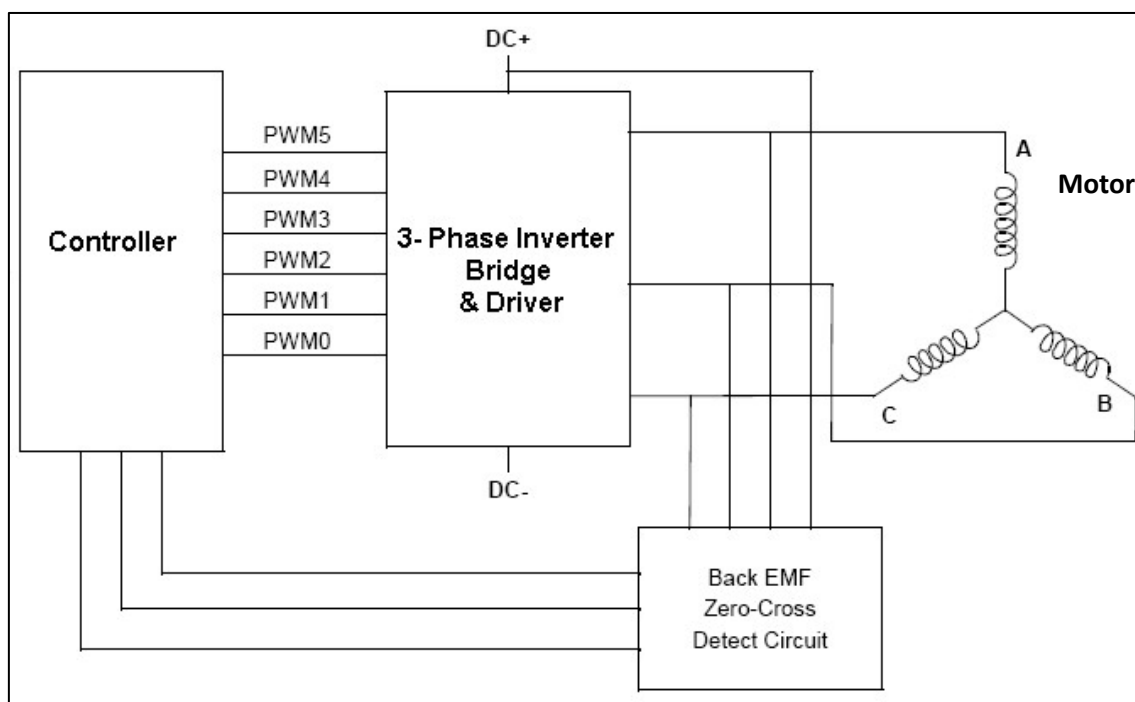 DC+
Controller
PWM5
PWM4
PWM3
PWM2
PWM1
PWM0
3- Phase Inverter
Bridge
& Driver
DC-
A
Motor
C
B
Back EMF
Zero-Cross
Detect Circuit